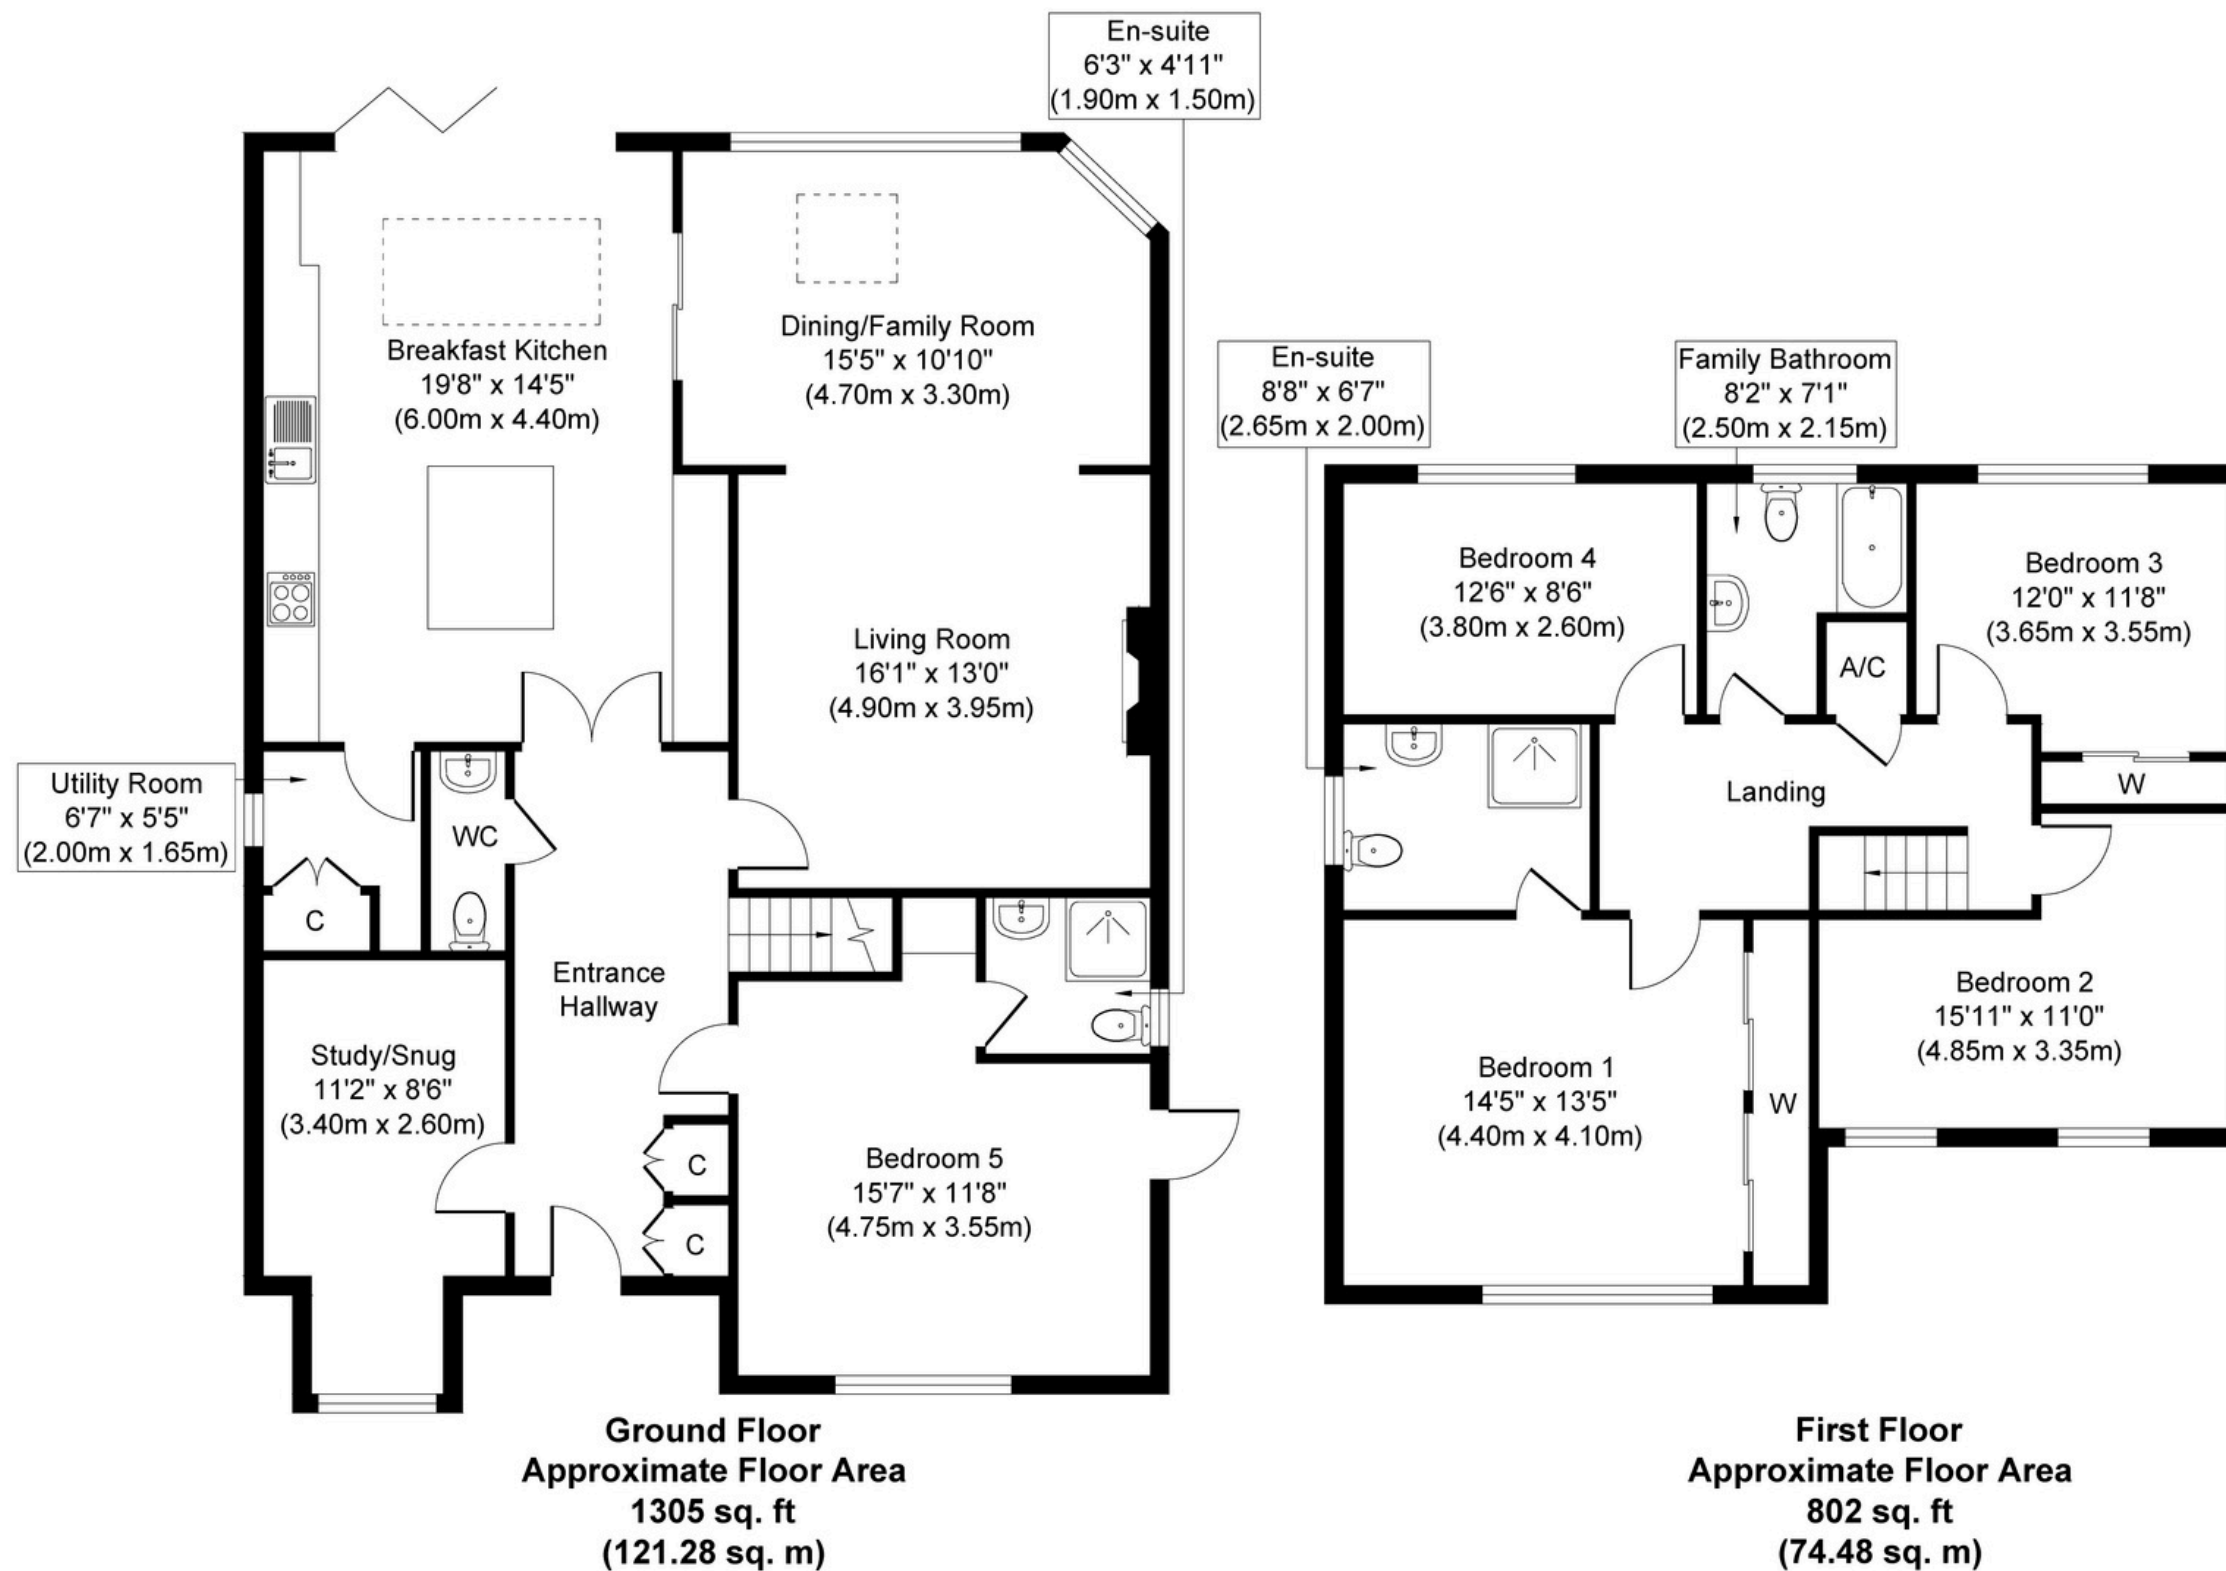 En-suite
6'3" x 4'11"
(1.90m x 1.50m)
Breakfast Kitchen
19'8" x 14'5"
(6.00m x 4.40m)
Dining/Family Room
15'5" x 10'10"
(4.70m x 3.30m)
Living Room
16'1" x 13'0"
(4.90m x 3.95m)
Utility Room
6'7" x 5'5"
(2.00m x 1.65m)
WC
C
Entrance
Hallway
Study/Snug
11'2" x 8'6"
(3.40m x 2.60m)
C
C
Bedroom 5
15'7" x 11'8"
(4.75m x 3.55m)
Ground Floor
Approximate Floor Area
1305 sq. ft
(121.28 sq. m)
En-suite
8'8" x 6'7"
(2.65m x 2.00m)
Family Bathroom
8'2" x 7'1"
(2.50m x 2.15m)
Bedroom 4
12'6" x 8'6"
(3.80m x 2.60m)
Bedroom 3
12'0" x 11'8"
(3.65m x 3.55m)
A/C
Landing
W
Bedroom 2
15'11" x 11'0"
(4.85m x 3.35m)
Bedroom 1
14'5" x 13'5"
(4.40m x 4.10m)
W
First Floor
Approximate Floor Area
802 sq. ft
(74.48 sq. m)